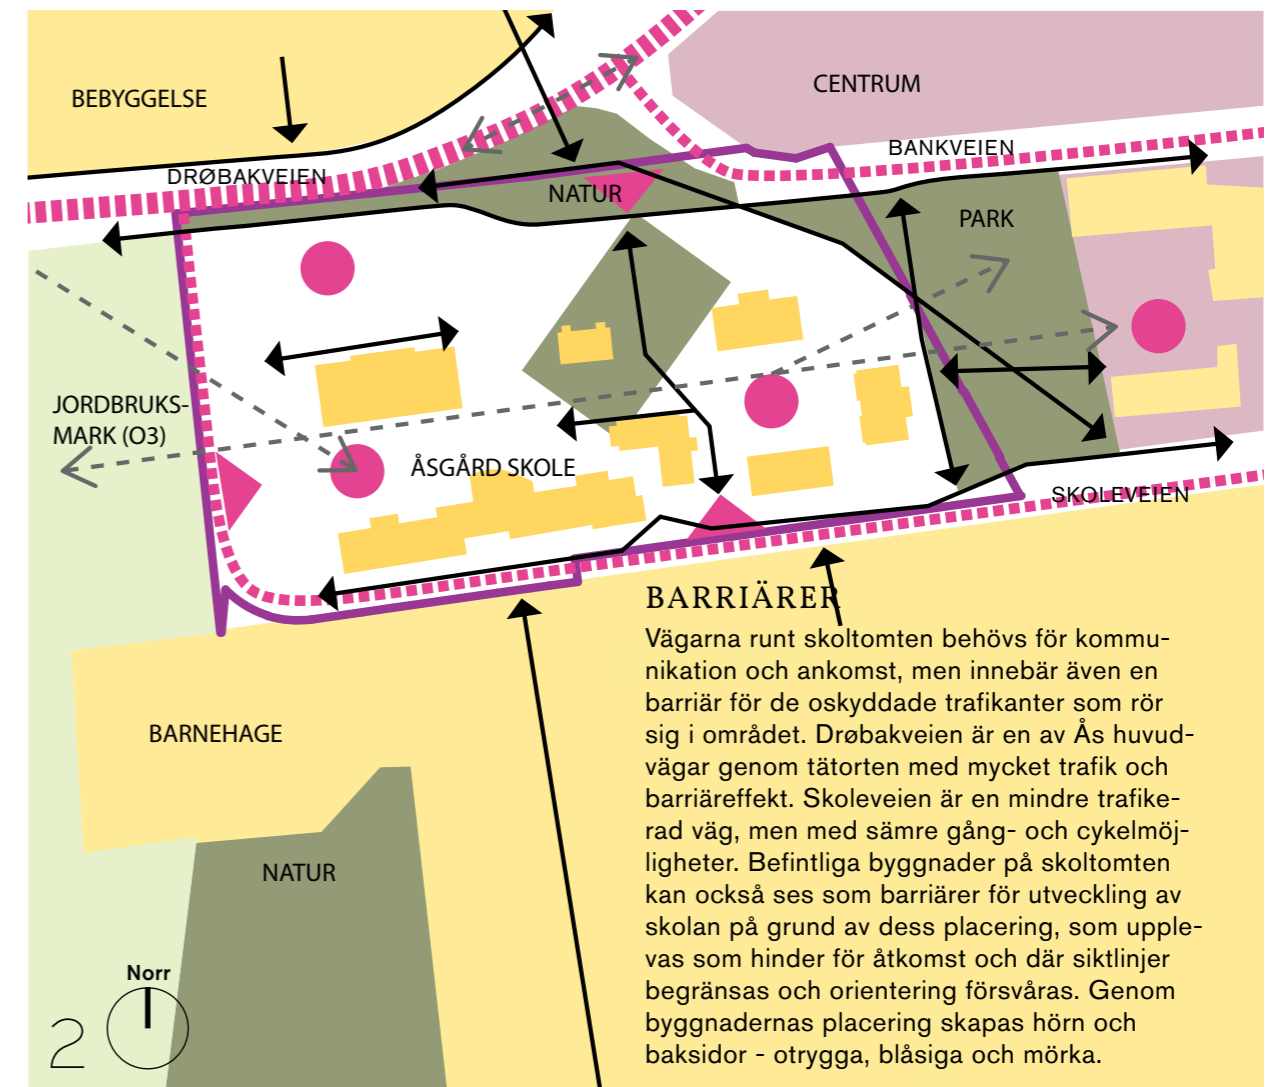 BEBYGGELSE
CENTRUM
DRØBAKVEIEN
BANKVEIEN
NATUR
PARK
JORDBRUKS-
MARK (O3)
ÅSGÅRD SKOLE
SKOLEVEIEN
BARRIÄRER
Vägarna runt skoltomten behövs för kommu-
nikation och ankomst, men innebär även en
barriär för de oskyddade trafikanter som rör
sig i området. Drøbakveien är en av Ås huvud-
vägar genom tätorten med mycket trafik och
barriäreffekt. Skoleveien är en mindre trafike-
rad väg, men med sämre gång- och cykelmöj-
ligheter. Befintliga byggnader på skoltomten
kan också ses som barriärer för utveckling av
skolan på grund av dess placering, som upple-
vas som hinder för åtkomst och där siktlinjer
begränsas och orientering försvåras. Genom
byggnadernas placering skapas hörn och
baksidor - otrygga, blåsiga och mörka.
BARNEHAGE
NATUR
Norr
2